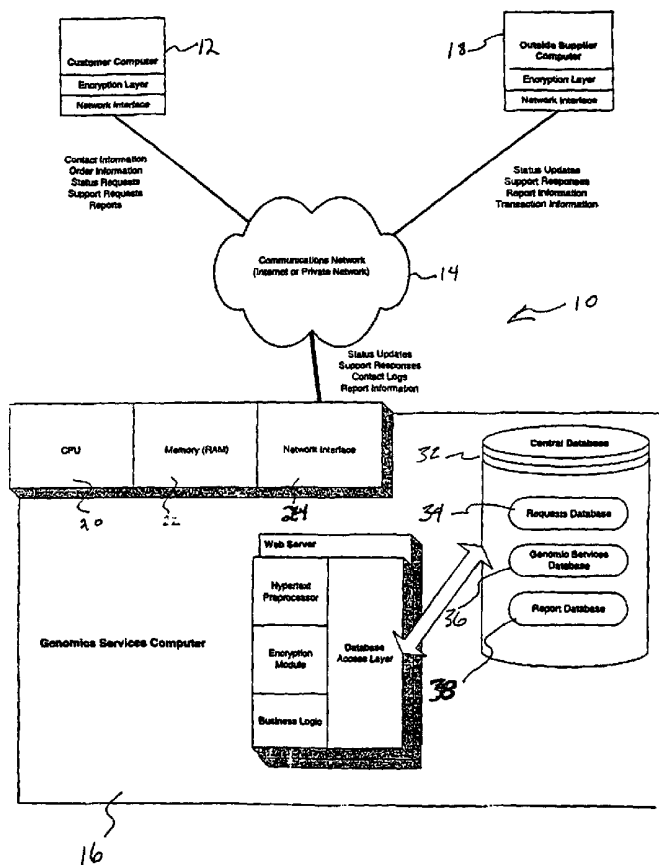 12
Customer Computer
Encryption Layer
Network Interface
18
Outside Supplier
Computer
Encryption Layer
Network Interface
Contact Information
Order Information
Status Requests
Support Requests
Reports
Status Updates
Support Responses
Report Information
Transaction Information
Communications Network
(Internet or Private Network)
14
10
Status Updates
Support Responses
Contact Logs
Report Information
CPU
Memory (RAM)
Network Interface
20
22
24
32
Central Database
34
Requests Database
Genomic Services
Database
36
Report Database
38
Web Server
Hypertext
Preprocessor
Encryption
Module
Business Logic
Database
Access Layer
Genomics Services Computer
16